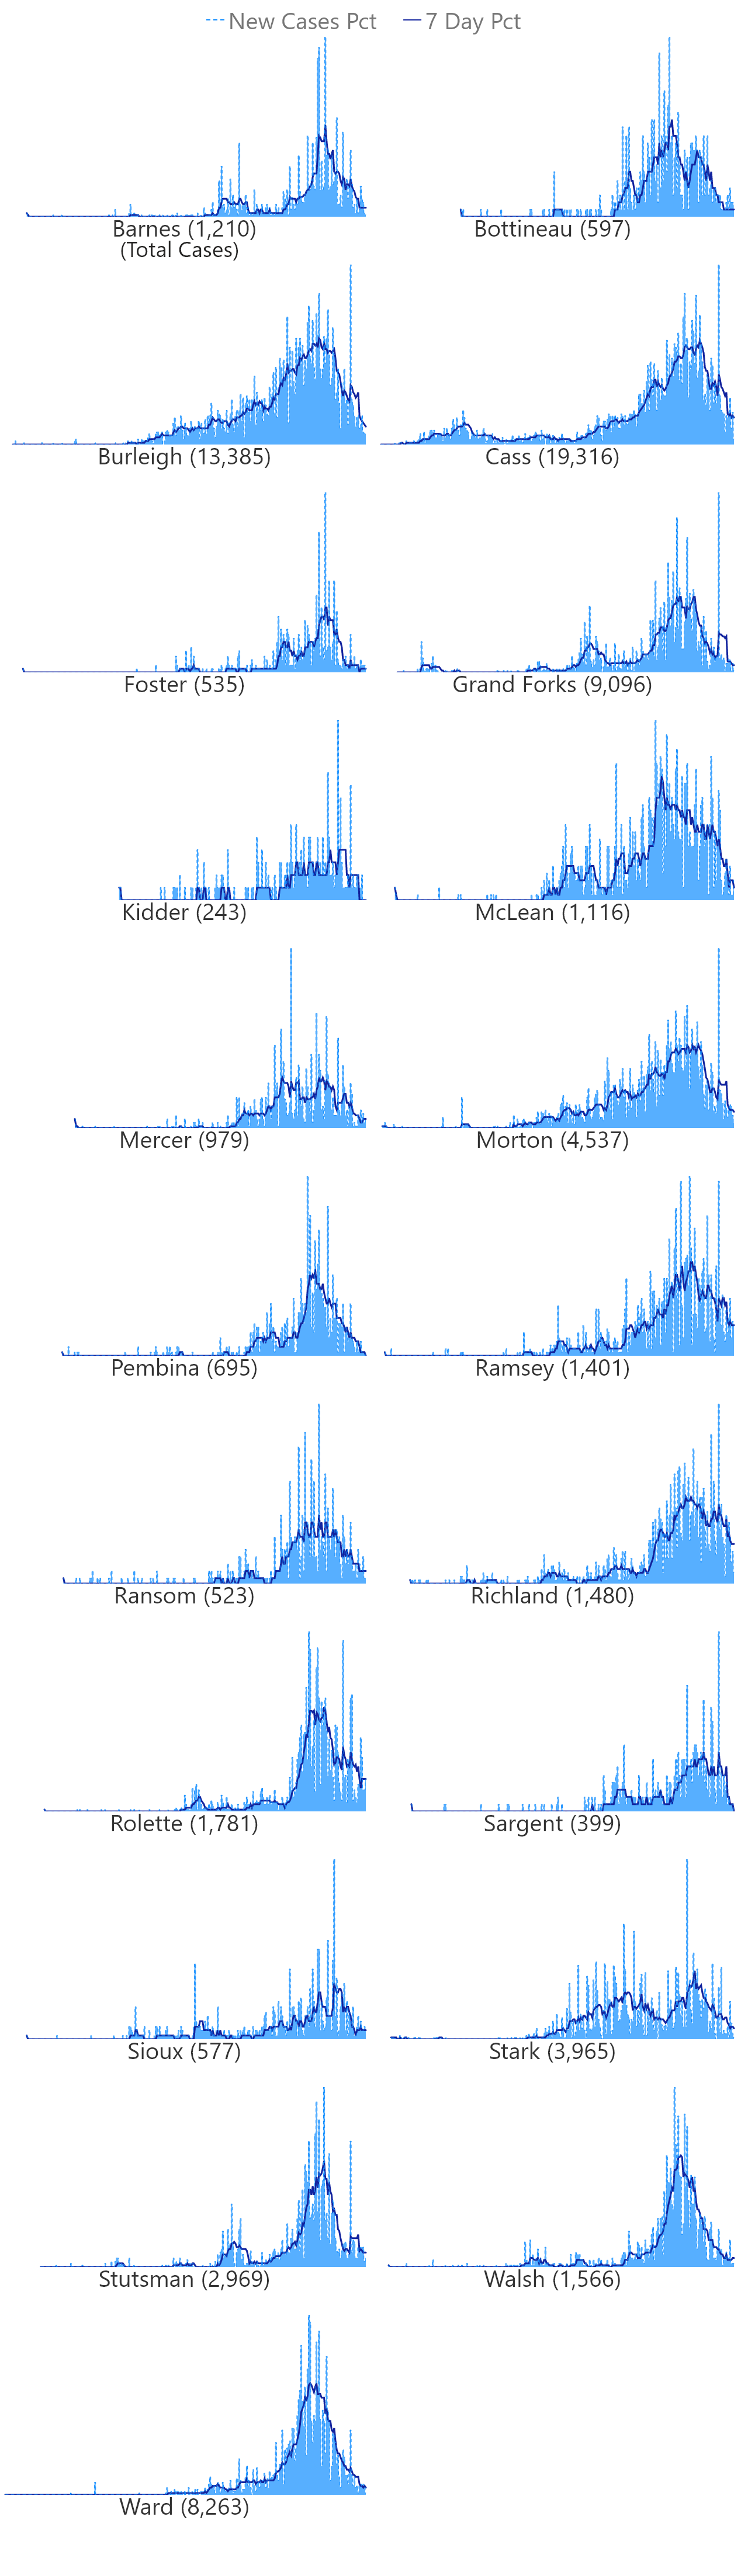 New Cases Pct 7 Day Pct
Barnes (1,210) Bottineau (597)
(Total Cases)
Burleigh (13,385) Cass (19,316)
Foster (535) Grand Forks (9,096)
Kidder (243) McLean (1,116)
Mercer (979) Morton (4,537)
Pembina (695) Ramsey (1,401)
Ransom (523) Richland (1,480)
Rolette (1,781) Sargent (399)
Sioux (577) Stark (3,965)
Stutsman (2,969) Walsh (1,566)
Ward (8,263)